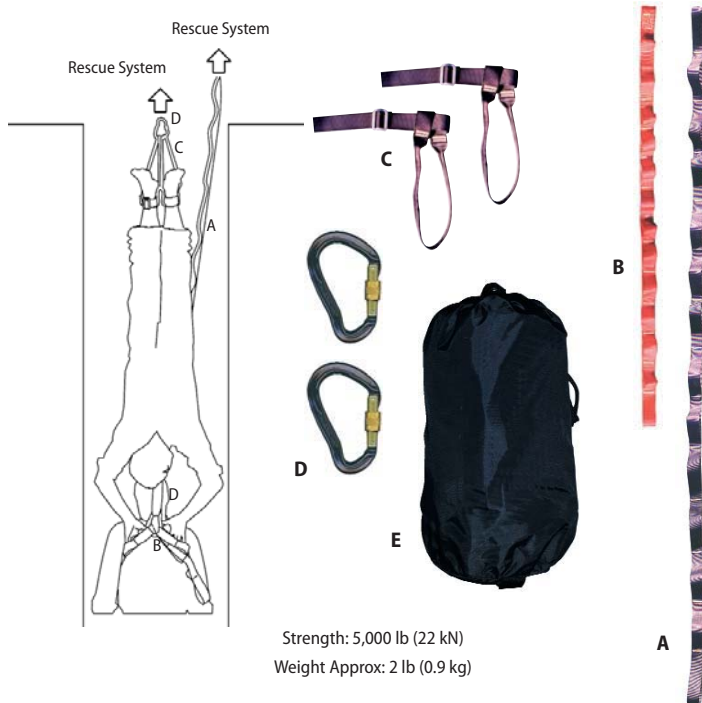 Rescue System
Rescue System
D
C
A
D
B
C
B
D
E
A
Strength: 5,000 lb (22 kN)
Weight Approx: 2 lb (0.9 kg)